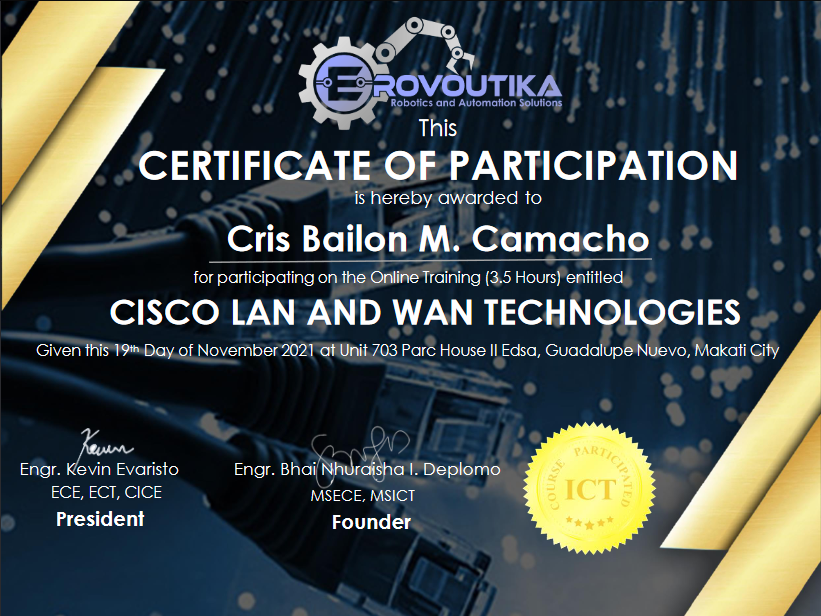 EROVOUTIKA
Robotics and Automation Solutions
This
CERTIFICATE OF PARTICIPATION
is hereby awarded to
Cris Bailon M. Camacho
for participating on the Online Training (3.5 Hours) entitled
CISCO LAN AND WAN TECHNOLOGIES
Given this 19th Day of November 2021 at Unit 703 Parc House II Edsa, Guadalupe Nuevo, Makati City
Engr. Kevin Evaristo
ECE, ECT, CICE
President
Engr. Bhai Nhuraisha I. Deplomo
MSECE, MSICT
Founder
COURSE PARTICIPATED
ICT